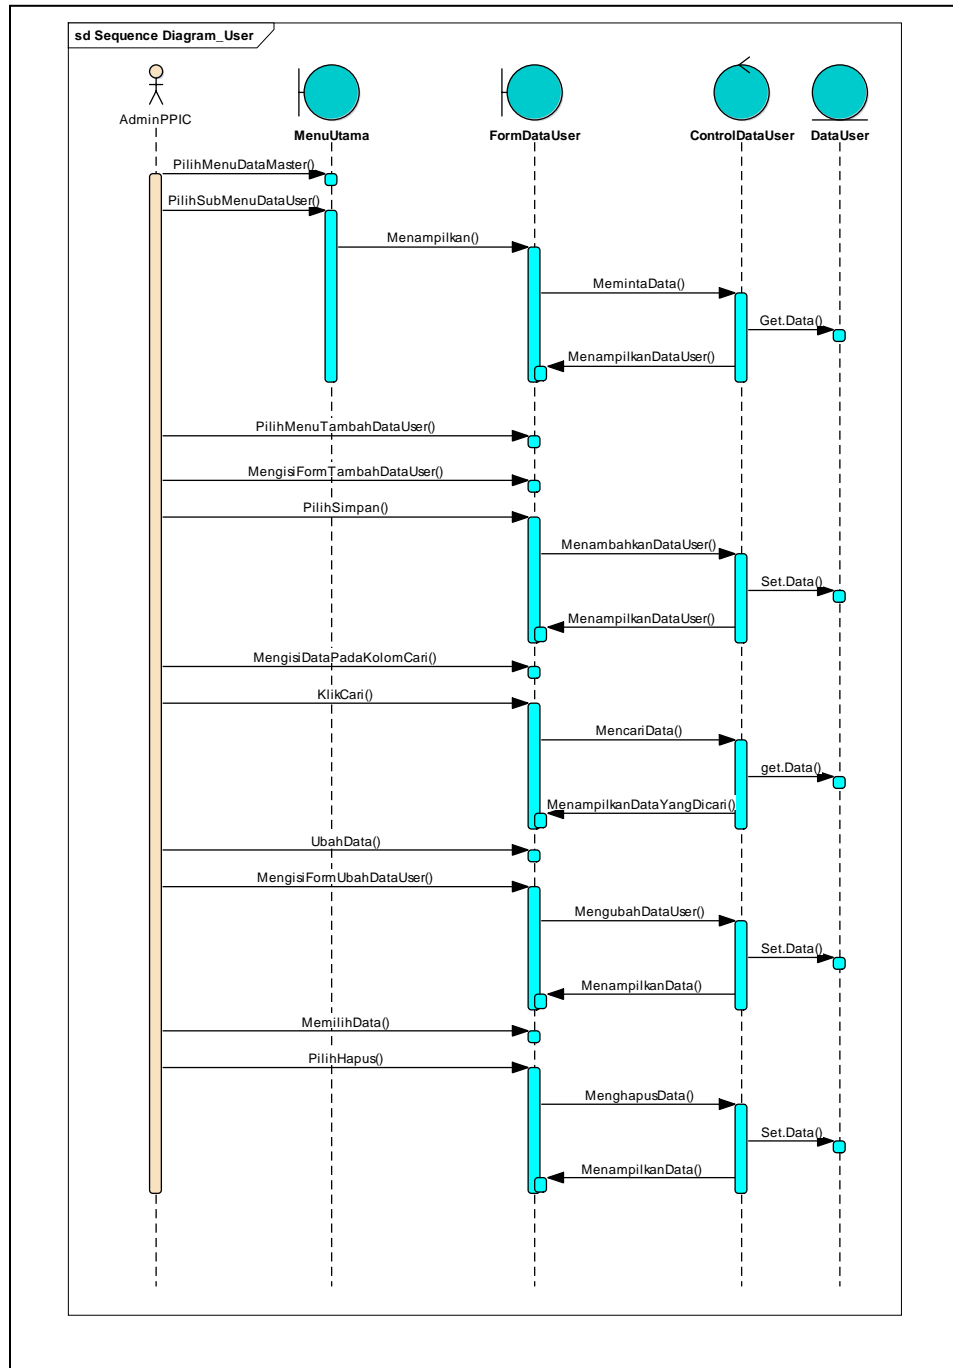 sd Sequence Diagram_User
AdminPPIC
MenuUtama
FormDataUser
ControlDataUser
DataUser
PilihMenuDataMaster()
PilihSubMenuDataUser()
Menampilkan()
MemintaData()
Get.Data()
MenampilkanDataUser()
PilihMenuTambahDataUser()
MengisiFormTambahDataUser()
PilihSimpan()
MenambahkanDataUser()
Set.Data()
MenampilkanDataUser()
MengisiDataPadaKolomCari()
KlikCari()
MencariData()
get.Data()
MenampilkanDataYangDicari()
UbahData()
MengisiFormUbahDataUser()
MengubahDataUser()
Set.Data()
MenampilkanData()
MemilihData()
PilihHapus()
MenghapusData()
Set.Data()
MenampilkanData()